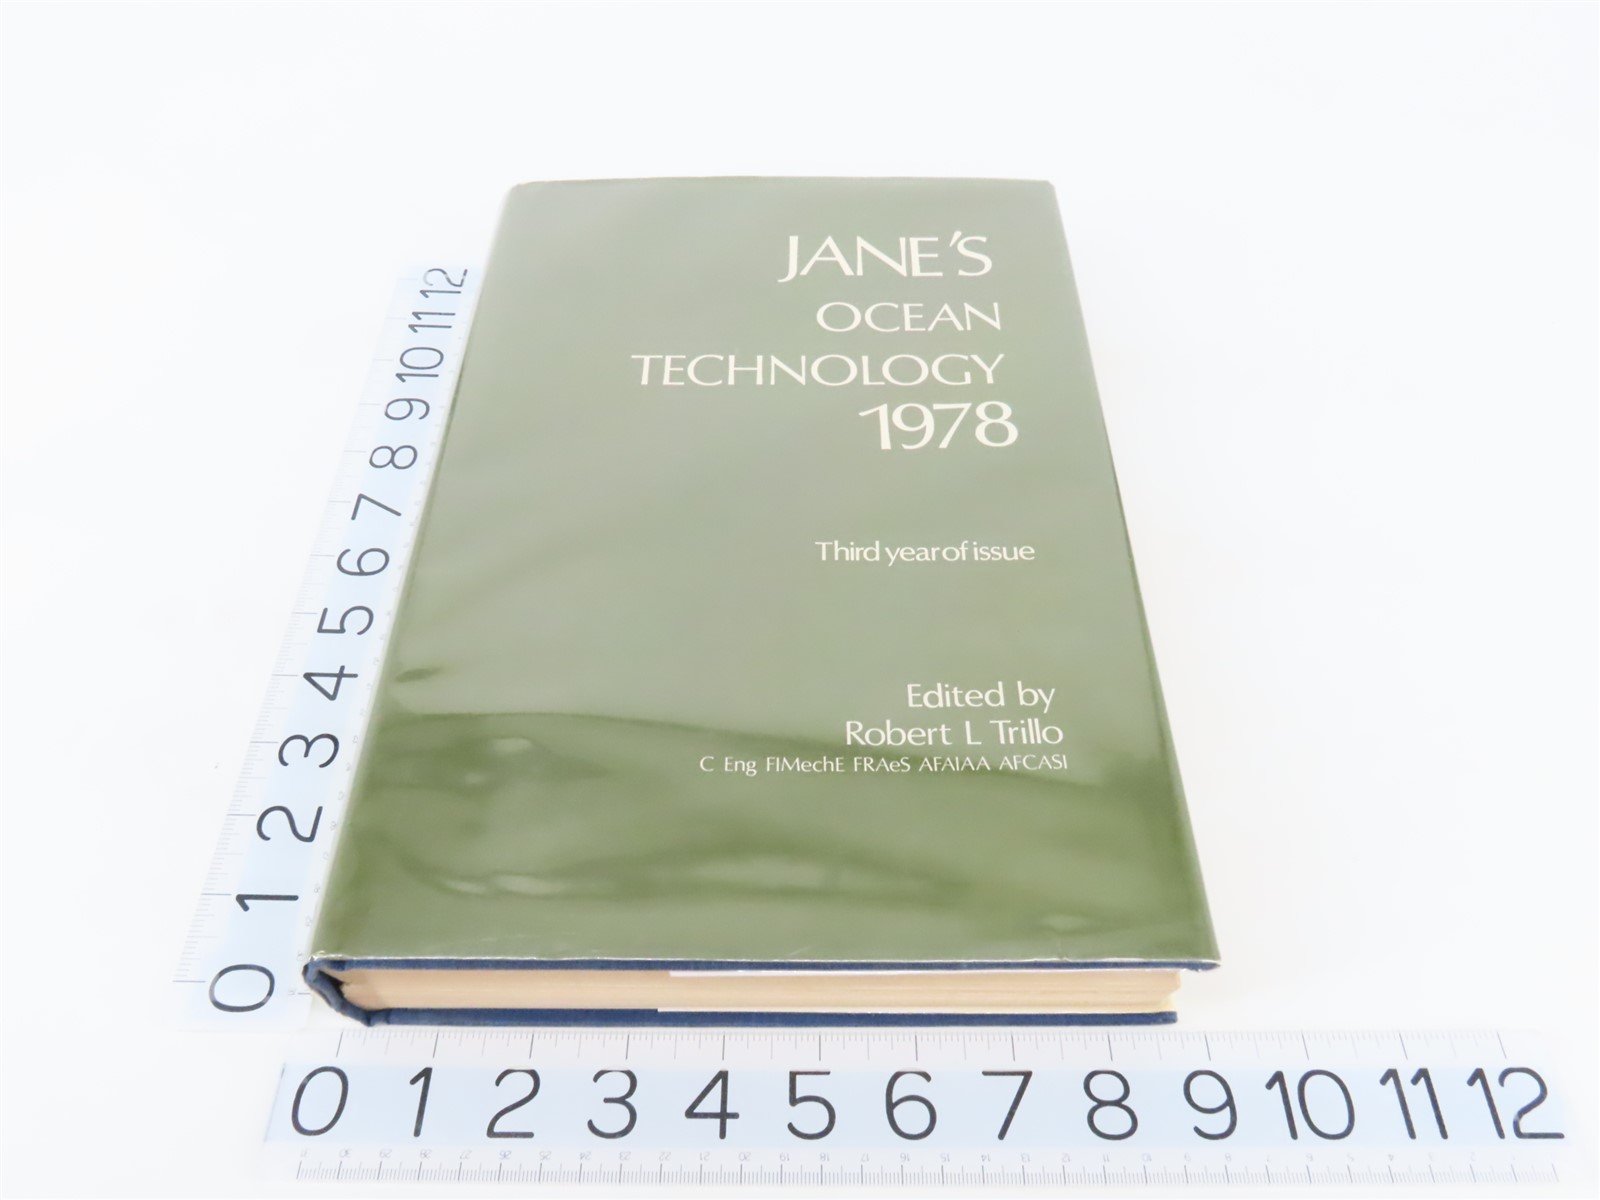 JANE'S
OCEAN
TECHNOLOGY
1978
Third year of issue
Edited by
Robert L Trillo
C Eng FIMechE FRAeS AFAIAA AFCASI
12
11
10
9
8
7
6
5
4
3
2
1
0
0 1 2 3 4 5 6 7 8 9 10 11 12